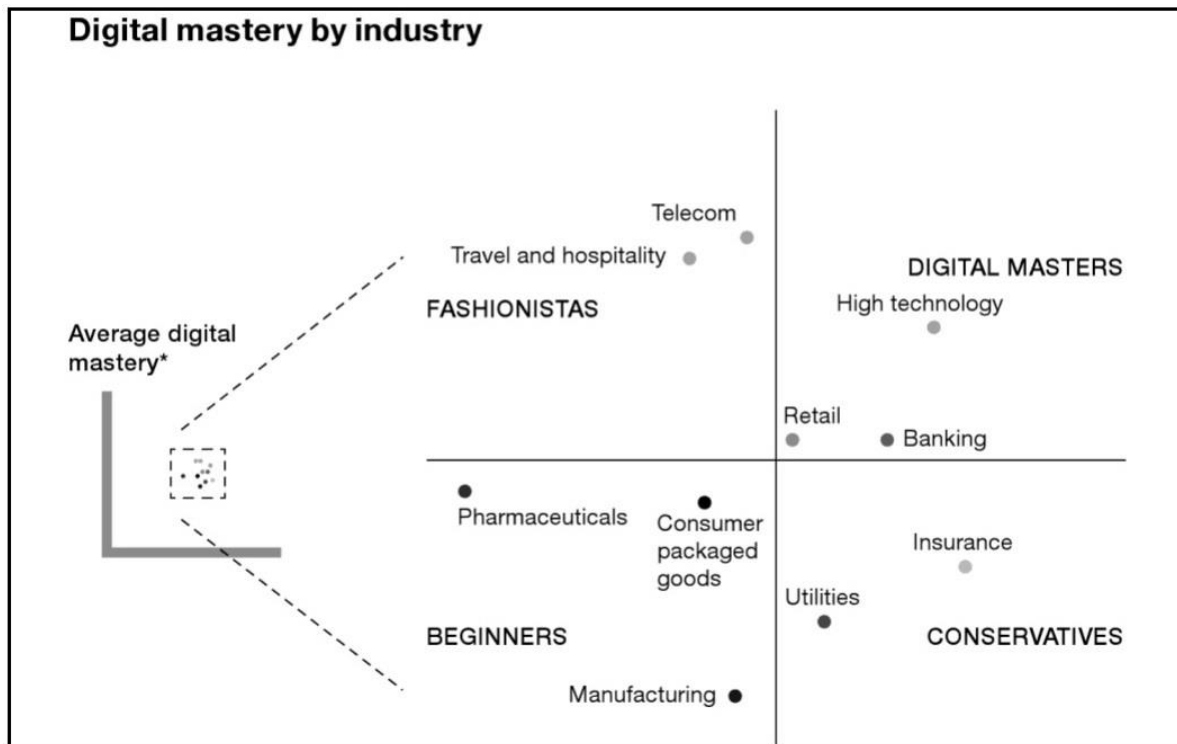 Digital mastery by industry
Telecom
Travel and hospitality
DIGITAL MASTERS
FASHIONISTAS
High technology
Average digital
mastery*
Retail
Banking
Pharmaceuticals
Consumer
packaged
goods
Insurance
Utilities
BEGINNERS
CONSERVATIVES
Manufacturing